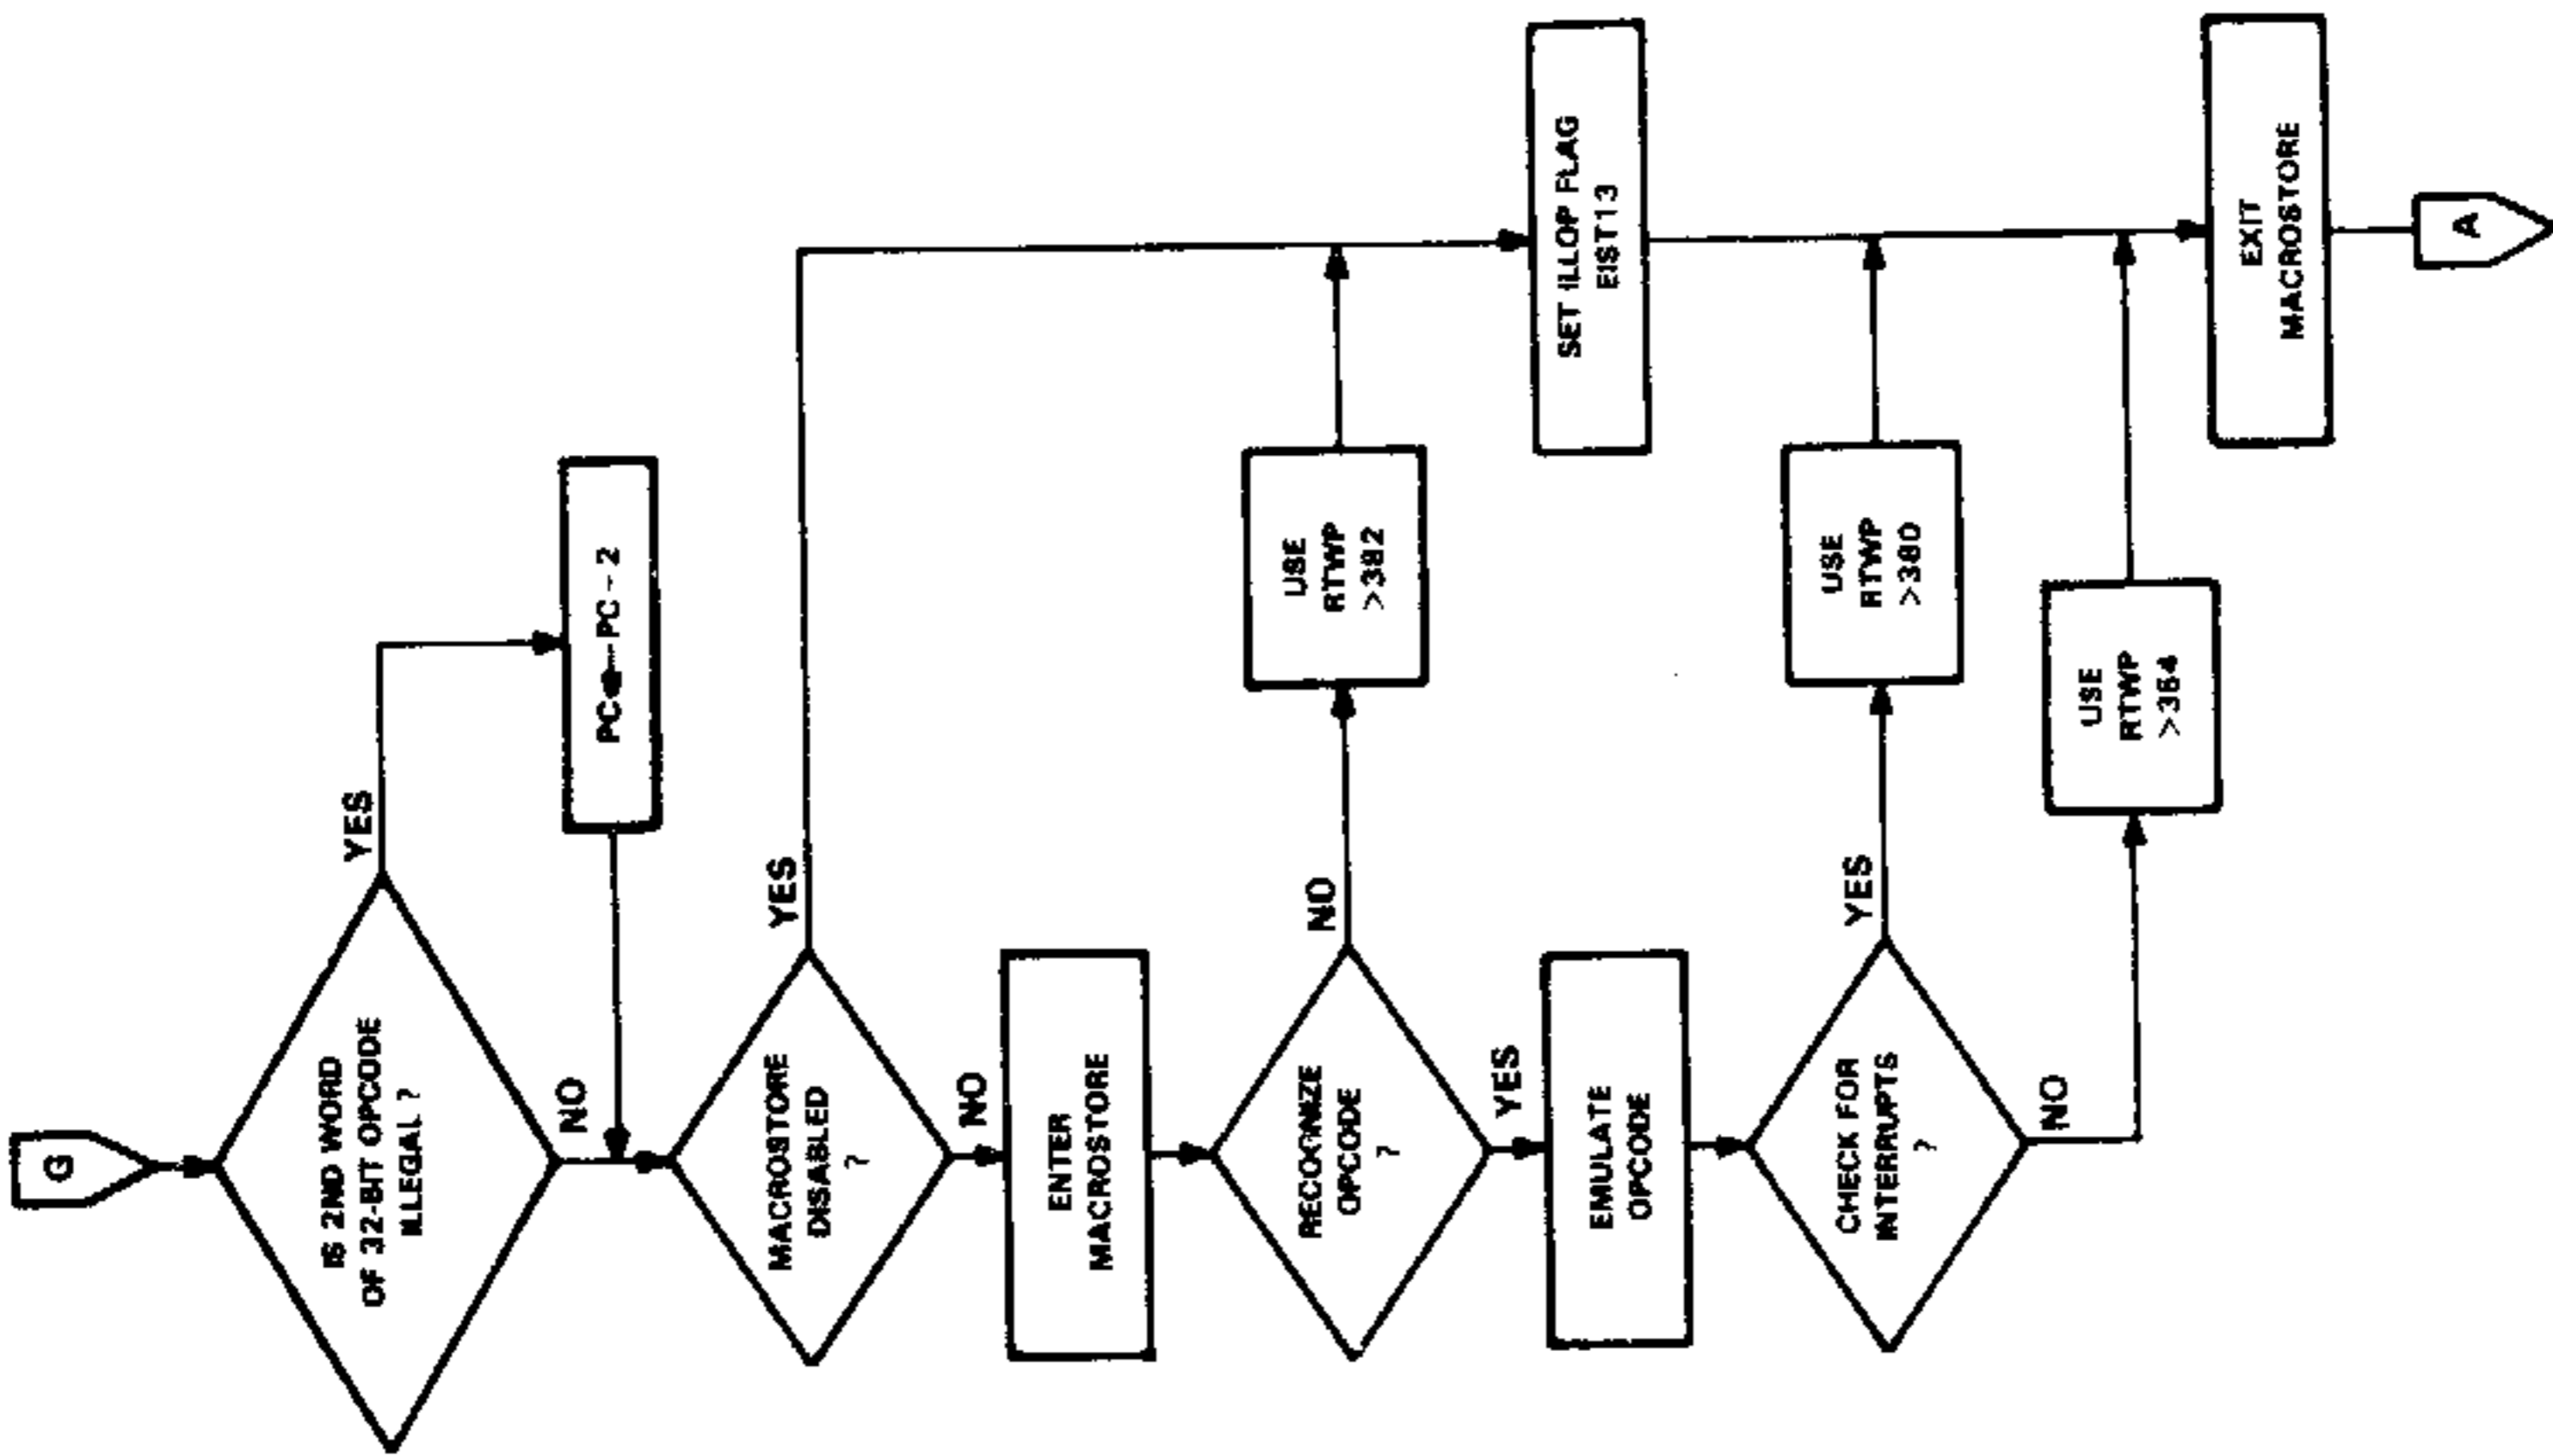 G
IS 2ND WORD
OF 32-BIT OPCODE
ILLEGAL ?
YES
PC←PC-2
NO
MACROSTORE
DISABLED
?
YES
NO
ENTER
MACROSTORE
RECOGNIZE
OPCODE
?
NO
USE
RTWP
>382
YES
SET ILLOP FLAG
EIST13
EMULATE
OPCODE
CHECK FOR
INTERRUPTS
?
YES
USE
RTWP
>380
NO
USE
RTWP
>384
EXIT
MACROSTORE
A